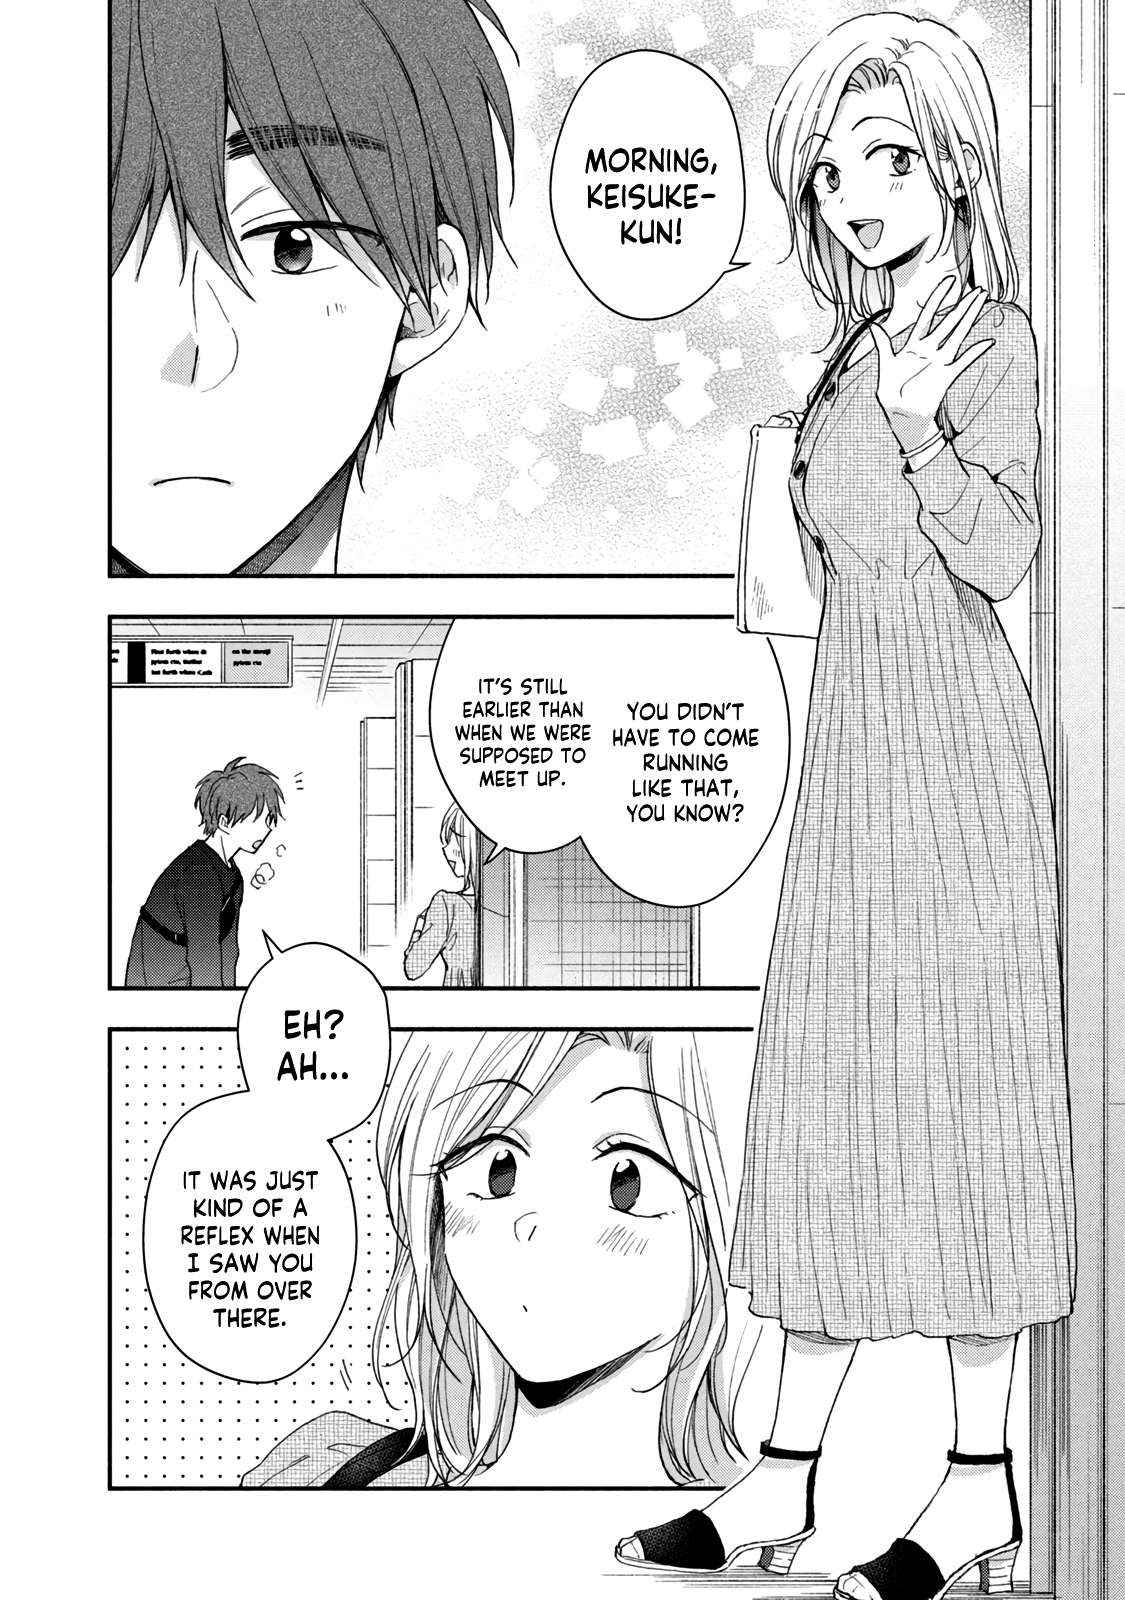 MORNING,
KEISUKE-
KUN!
YOU DIDN'T
HAVE TO COME
RUNNING
LIKE THAT,
YOU KNOW?
IT'S STILL
EARLIER THAN
WHEN WE WERE
SUPPOSED TO
MEET UP.
EH?
AH...
IT WAS JUST
KIND OF A
REFLEX WHEN
I SAW YOU
FROM OVER
THERE.